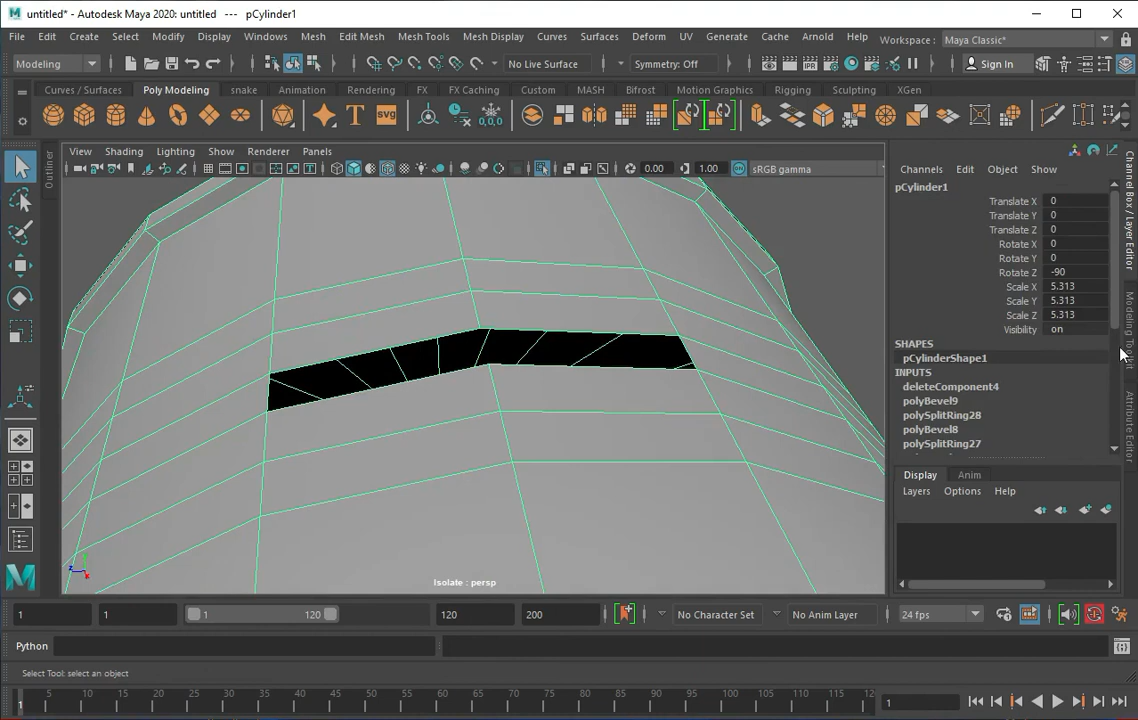 untitled* - Autodesk Maya 2020: untitled --- pCylinder1
File Edit Create Select Modify Display Windows Mesh Edit Mesh Mesh Tools Mesh Display Curves Surfaces Deform UV Generate Cache Arnold Help Workspace : Maya Classic*
Modeling No Live Surface Symmetry: Off Sign In
Curves / Surfaces Poly Modeling snake Animation Rendering FX FX Caching Custom MASH Bifrost Motion Graphics Rigging Sculpting XGen
T SVG 0,0,0
View Shading Lighting Show Renderer Panels
0.00 1.00 sRGB gamma
Outliner
Channels Edit Object Show
pCylinder1
Translate X 0
Translate Y 0
Translate Z 0
Rotate X 0
Rotate Y 0
Rotate Z -90
Scale X 5.313
Scale Y 5.313
Scale Z 5.313
Visibility on
SHAPES
pCylinderShape1
INPUTS
deleteComponent4
polyBevel9
polySplitRing28
polyBevel8
polySplitRing27
Channel Box / Layer Editor
Modeling Toolkit
Attribute Editor
Display Anim
Layers Options Help
y
z
x
Isolate : persp
1 1 1 120 120 200 No Character Set No Anim Layer 24 fps
Python
Select Tool: select an object
1 5 10 15 20 25 30 35 40 45 50 55 60 65 70 75 80 85 90 95 100 105 110 115 12 1
M